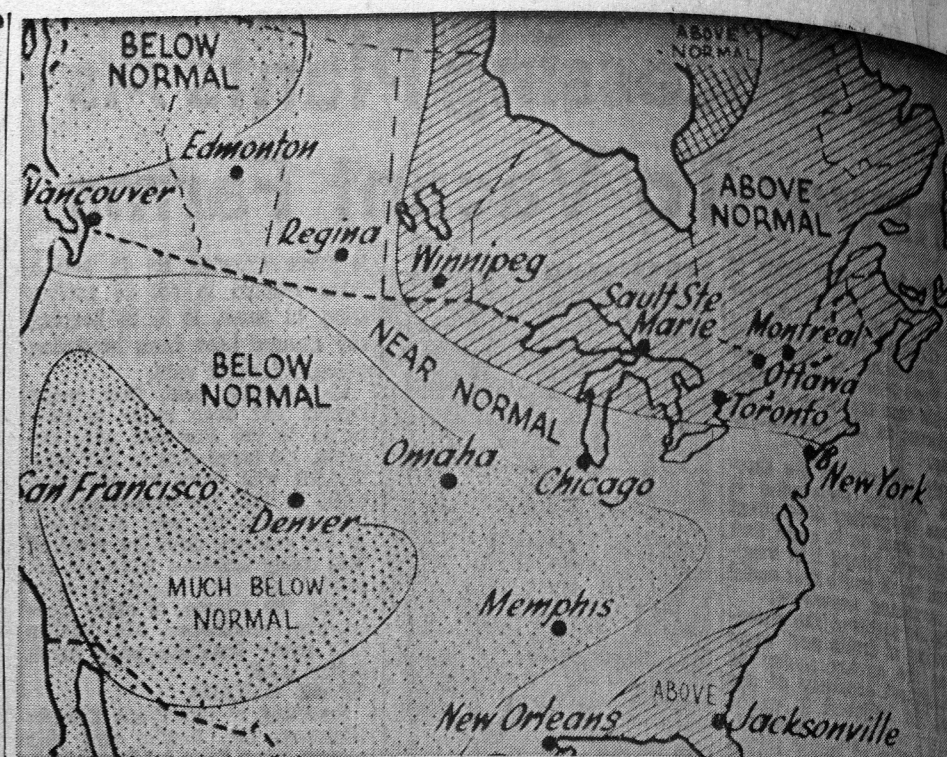 BELOW
NORMAL
ABOVE
NORMAL
Edmonton
Vancouver
ABOVE
NORMAL
Regina
Winnipeg
Sault Ste
Marie
Montreal
Ottawa
Toronto
NEAR NORMAL
BELOW
NORMAL
Omaha
Chicago
New York
San Francisco
Denver
MUCH BELOW
NORMAL
Memphis
ABOVE
New Orleans
Jacksonville